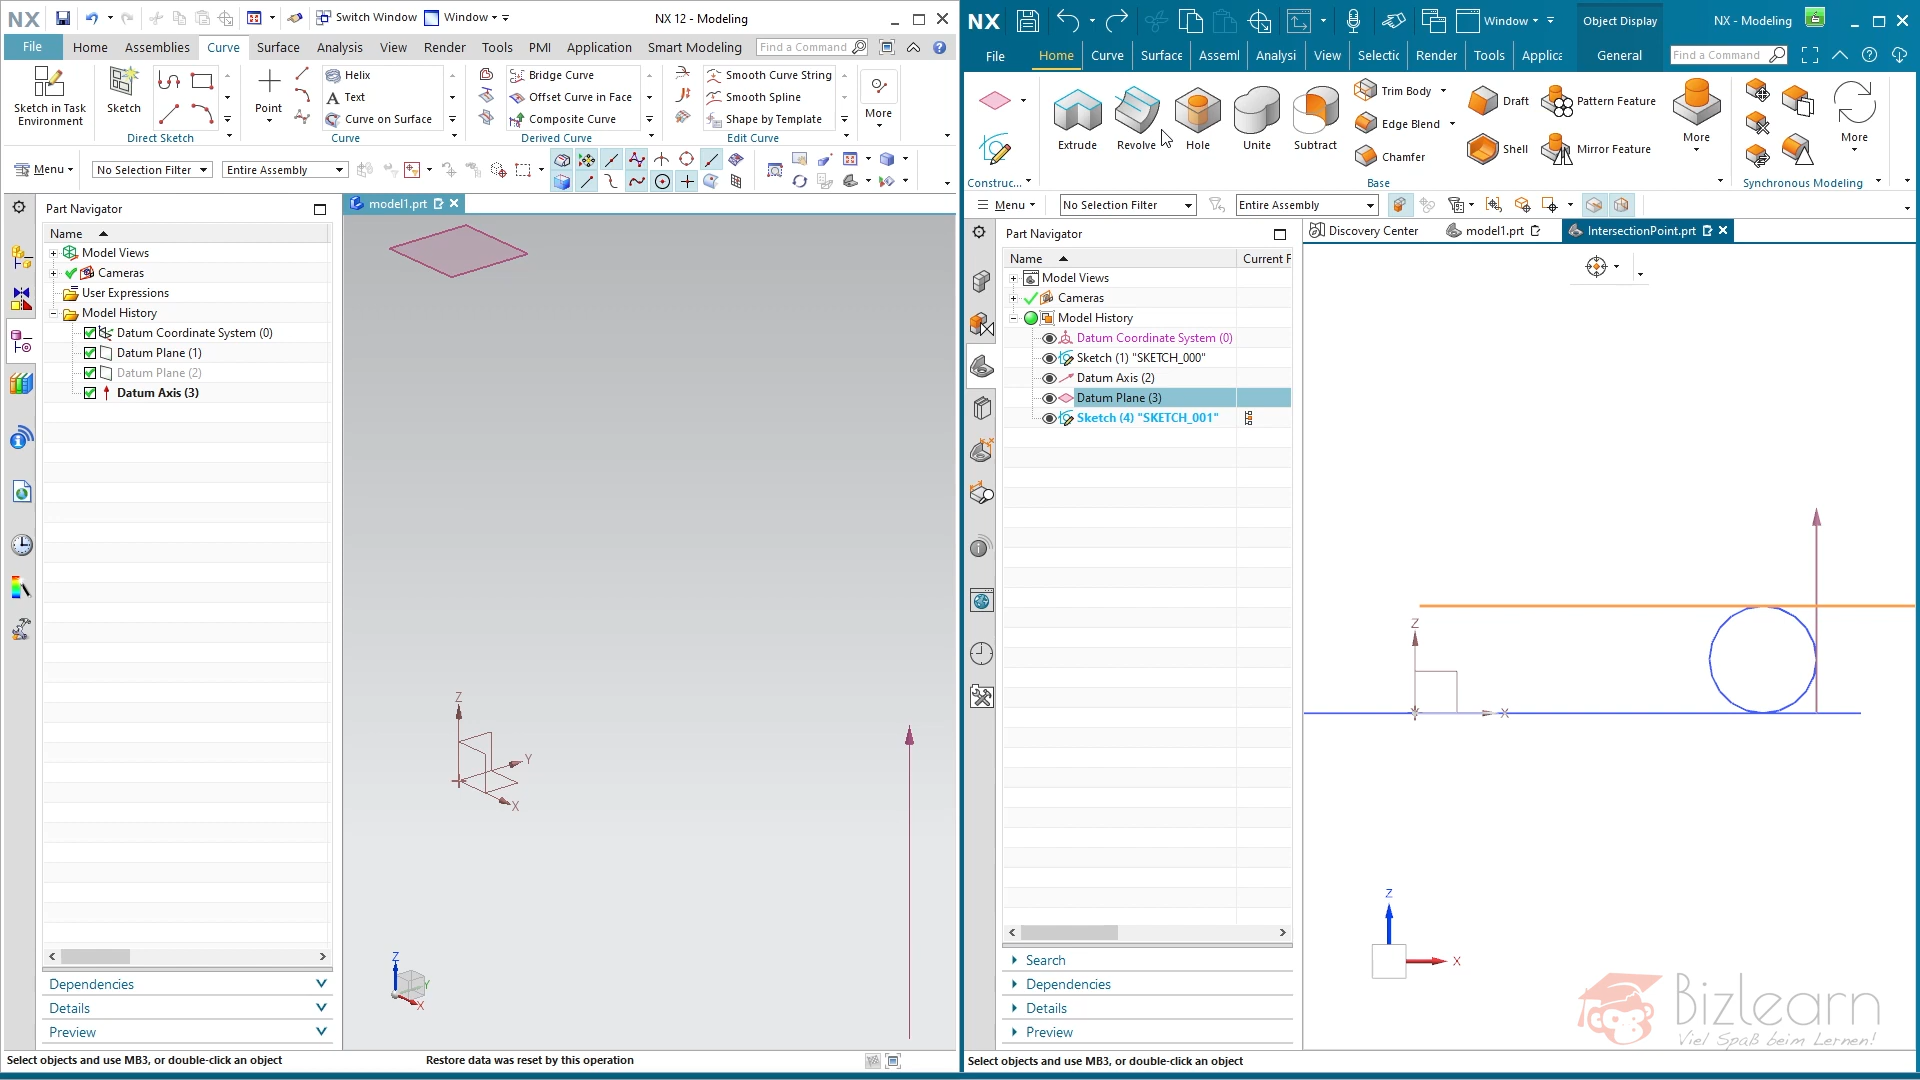 NX
Switch Window
Window
NX 12 - Modeling
File
Home
Assemblies
Curve
Surface
Analysis
View
Render
Tools
PMI
Application
Smart Modeling
Find a Command
Sketch in Task
Environment
Sketch
Direct Sketch
Point
Helix
Text
Curve on Surface
Curve
Bridge Curve
Offset Curve in Face
Composite Curve
Derived Curve
Smooth Curve String
Smooth Spline
Shape by Template
Edit Curve
More
Menu
No Selection Filter
Entire Assembly
Part Navigator
Name
Model Views
Cameras
User Expressions
Model History
Datum Coordinate System (0)
Datum Plane (1)
Datum Plane (2)
Datum Axis (3)
Dependencies
Details
Preview
model1.prt
Z
Y
X
Z
Y
X
Select objects and use MB3, or double-click an object
Restore data was reset by this operation
NX
Window
Object Display
NX - Modeling
File
Home
Curve
Surface
Assembl
Analysi
View
Selectic
Render
Tools
Applica
General
Find a Command
Construc...
Extrude
Revolve
Hole
Unite
Subtract
Trim Body
Edge Blend
Chamfer
Draft
Shell
Pattern Feature
Mirror Feature
More
Base
More
Synchronous Modeling
Menu
No Selection Filter
Entire Assembly
Part Navigator
Name
Current F
Model Views
Cameras
Model History
Datum Coordinate System (0)
Sketch (1) "SKETCH_000"
Datum Axis (2)
Datum Plane (3)
Sketch (4) "SKETCH_001"
Search
Dependencies
Details
Preview
Discovery Center
model1.prt
IntersectionPoint.prt
Z
X
Z
X
Bizlearn
Viel Spaß beim Lernen!
Select objects and use MB3, or double-click an object